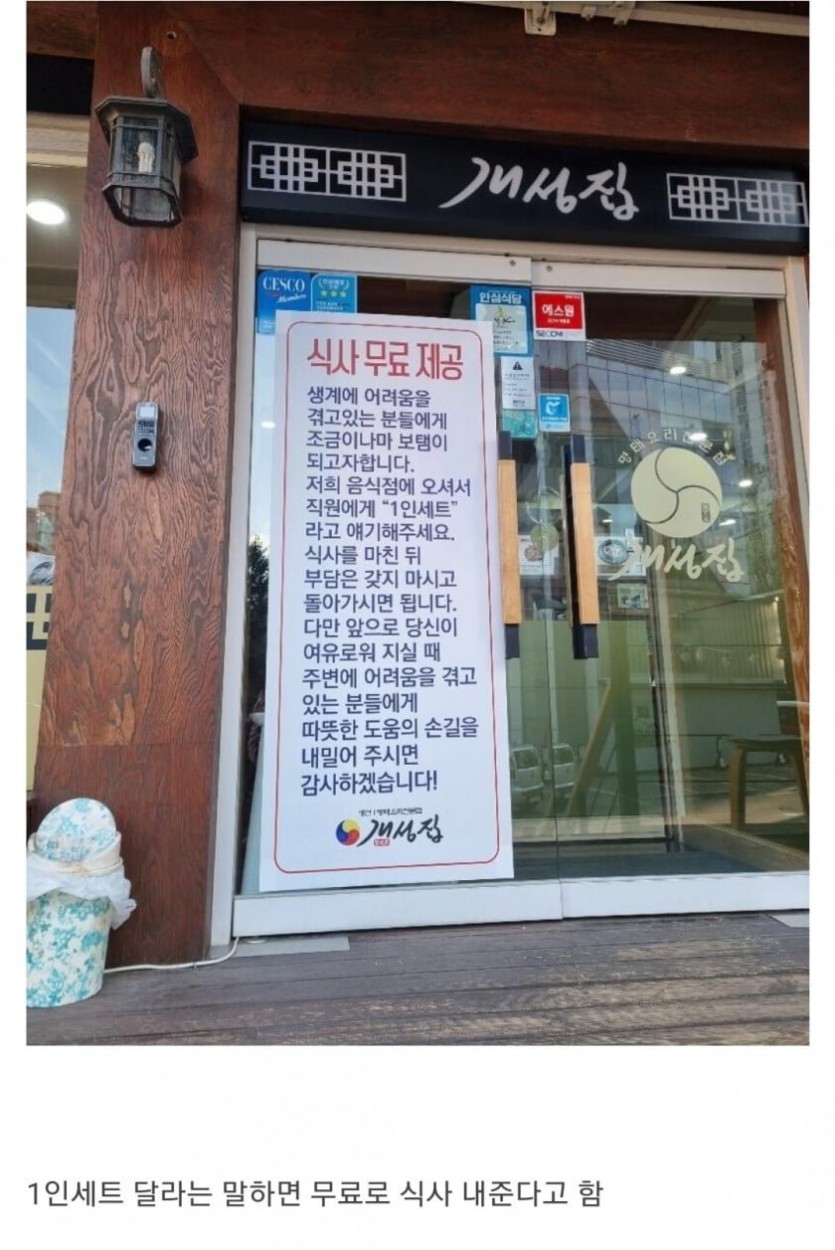 개성집
CESCO
Members
안심식당
에스원
SECOM
식사 무료 제공
생계에 어려움을
겪고있는 분들에게
조금이나마 보탬이
되고자합니다.
저희 음식점에 오셔서
직원에게 "1인세트"
라고 얘기해주세요.
식사를 마친 뒤
부담은 갖지 마시고
돌아가시면 됩니다.
다만 앞으로 당신이
여유로워 지실 때
주변에 어려움을 겪고
있는 분들에게
따뜻한 도움의 손길을
내밀어 주시면
감사하겠습니다!
개성집
명태요리전문점
개성집
1인세트 달라는 말하면 무료로 식사 내준다고 함